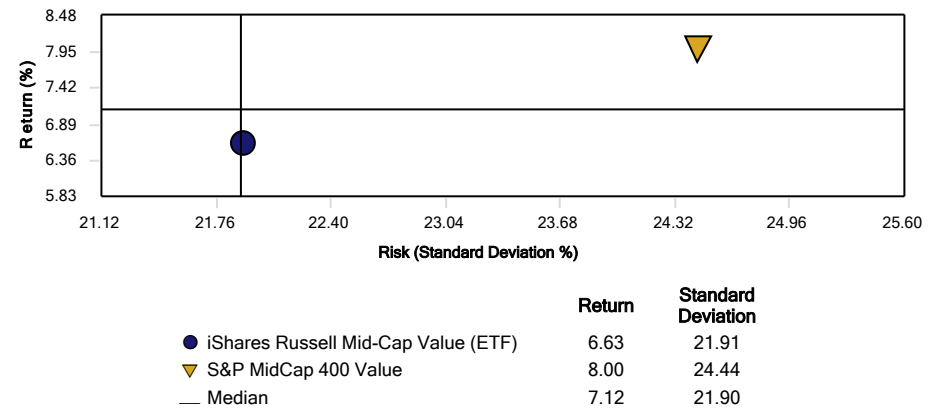 8.48
7.95
7.42
6.89
6.36
5.83
Return (%)
21.12 21.76 22.40 23.04 23.68 24.32 24.96 25.60
Risk (Standard Deviation %)
Return Standard Deviation
iShares Russell Mid-Cap Value (ETF) 6.63 21.91
S&P MidCap 400 Value 8.00 24.44
Median 7.12 21.90